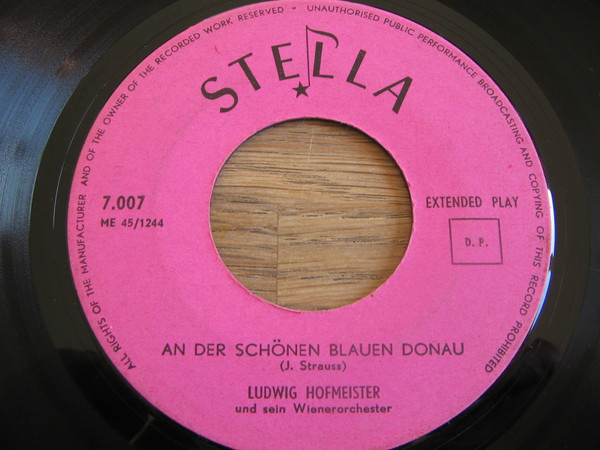 ALL RIGHTS OF THE MANUFACTURER AND OF THE OWNER OF THE RECORDED WORK RESERVED - UNAUTHORISED PUBLIC PERFORMANCE BROADCASTING AND COPYING OF THIS RECORD PROHIBITED
STELLA
7.007
ME 45/1244
EXTENDED PLAY
D. P.
AN DER SCHÖNEN BLAUEN DONAU
(J. Strauss)
LUDWIG HOFMEISTER
und sein Wienerorchester